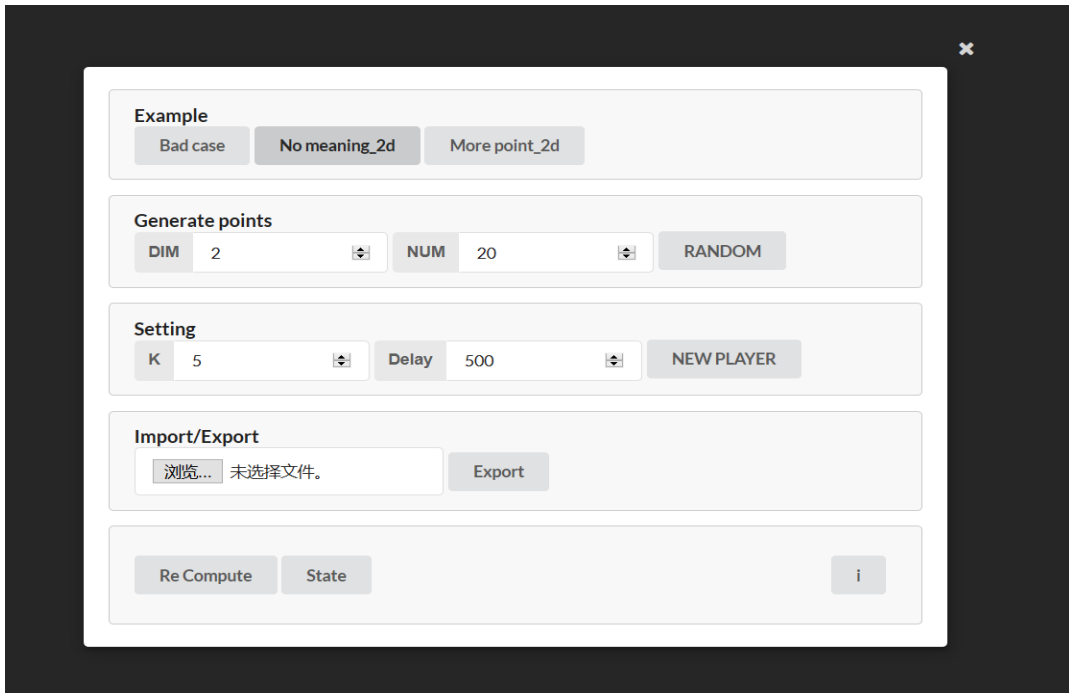 Example
Bad case No meaning_2d More point_2d
Generate points
DIM 2 NUM 20 RANDOM
Setting
K 5 Delay 500 NEW PLAYER
Import/Export
浏览... 未选择文件。 Export
Re Compute State i